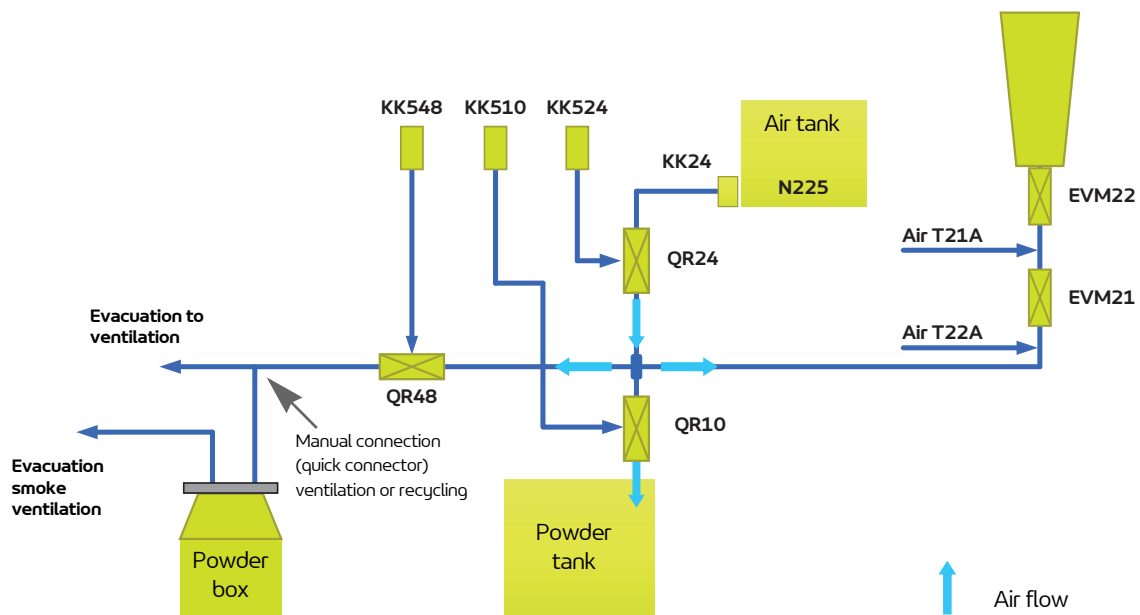 KK548
KK510
KK524
Air tank
KK24
N225
EVM22
Air T21A
QR24
EVM21
Evacuation to
ventilation
Air T22A
QR48
QR10
Manual connection
(quick connector)
ventilation or recycling
Evacuation
smoke
ventilation
Powder
tank
Powder
box
Air flow